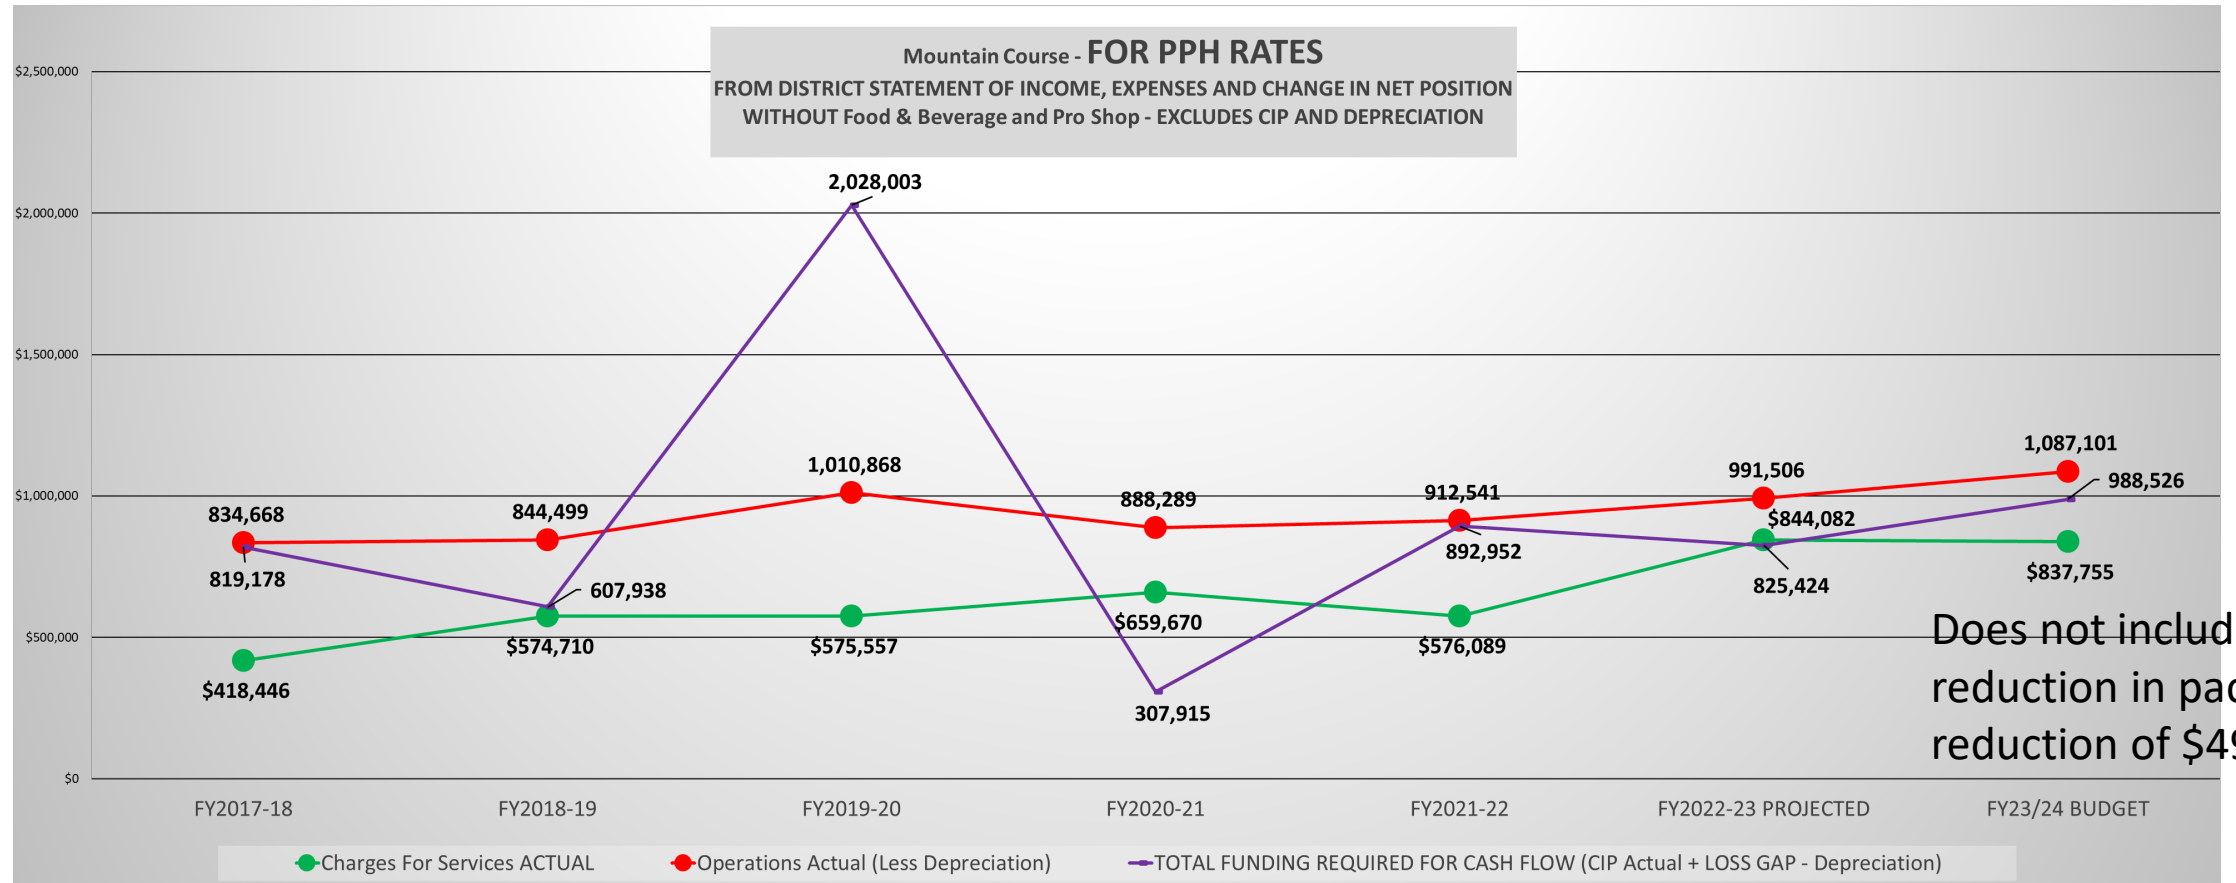 Mountain Course - FOR PPH RATES
FROM DISTRICT STATEMENT OF INCOME, EXPENSES AND CHANGE IN NET POSITION
WITHOUT Food & Beverage and Pro Shop - EXCLUDES CIP AND DEPRECIATION
$2,500,000
$2,000,000
$1,500,000
$1,000,000
$500,000
$0
2,028,003
834,668
844,499
1,010,868
888,289
912,541
991,506
1,087,101
819,178
607,938
307,915
892,952
825,424
988,526
$418,446
$574,710
$575,557
$659,670
$576,089
$844,082
$837,755
Does not includ
reduction in pac
reduction of $49
FY2017-18
FY2018-19
FY2019-20
FY2020-21
FY2021-22
FY2022-23 PROJECTED
FY23/24 BUDGET
Charges For Services ACTUAL
Operations Actual (Less Depreciation)
TOTAL FUNDING REQUIRED FOR CASH FLOW (CIP Actual + LOSS GAP - Depreciation)